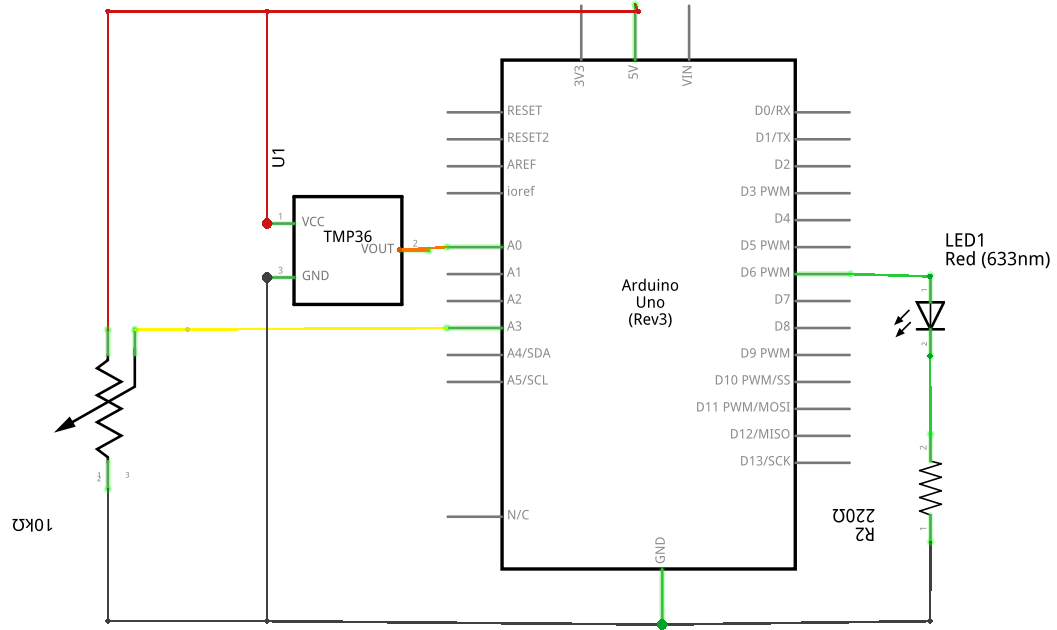 3V3
5V
VIN
RESET
RESET2
AREF
ioref
A0
A1
A2
A3
A4/SDA
A5/SCL
N/C
D0/RX
D1/TX
D2
D3 PWM
D4
D5 PWM
D6 PWM
D7
D8
D9 PWM
D10 PWM/SS
D11 PWM/MOSI
D12/MISO
D13/SCK
GND
Arduino
Uno
(Rev3)
U1
1
VCC
TMP36
VOUT
2
3
GND
LED1
Red (633nm)
1
2
2
1
R2
220Ω
3
10kΩ